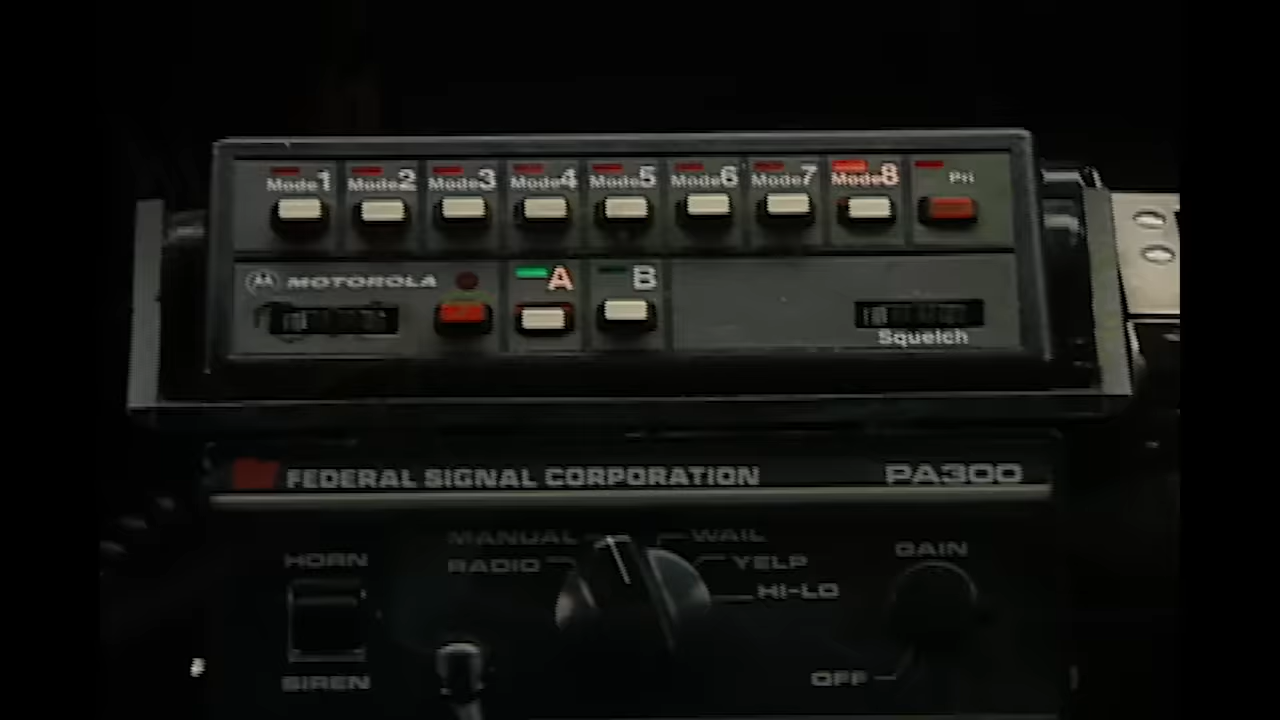 Mode1 Mode2 Mode3 Mode4 Mode5 Mode6 Mode7 Mode8 Pri
MOTOROLA A B
Squelch
FEDERAL SIGNAL CORPORATION PA300
MANUAL WAIL
HORN RADIO YELP GAIN
HI-LO
SIREN OFF